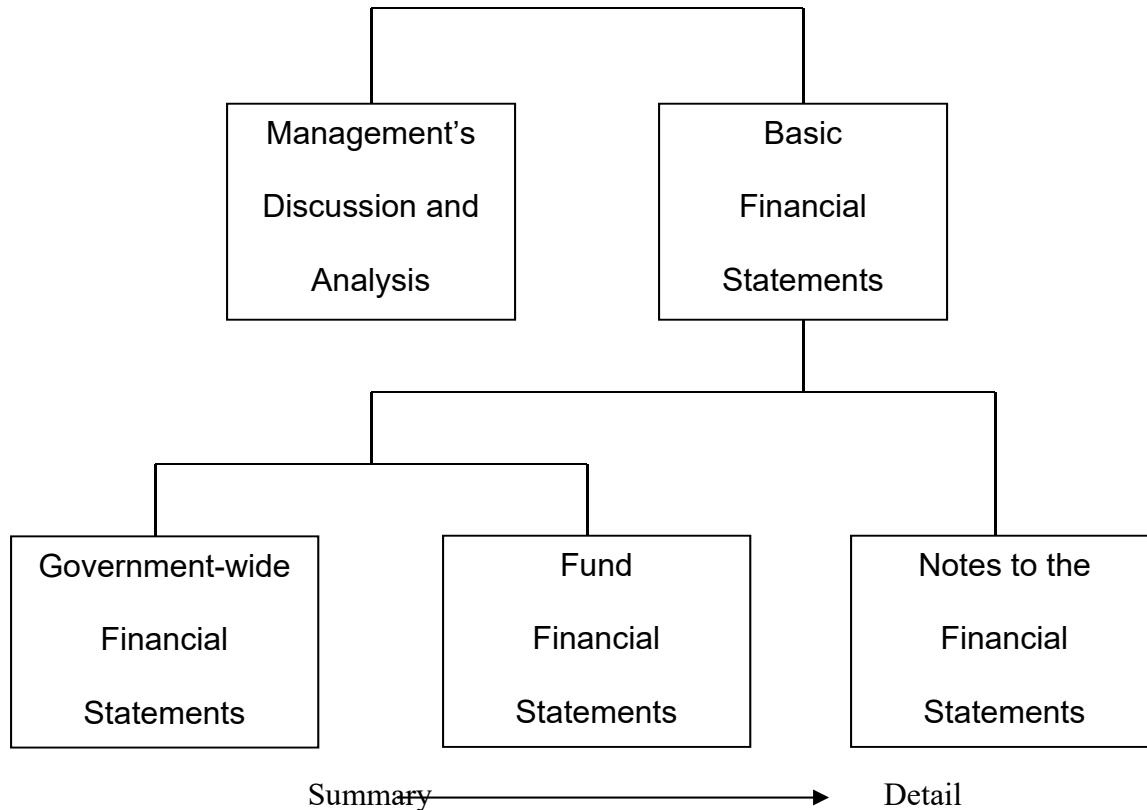 Management’s
Discussion and
Analysis
Basic
Financial
Statements
Government-wide
Financial
Statements
Fund
Financial
Statements
Notes to the
Financial
Statements
Summary
Detail